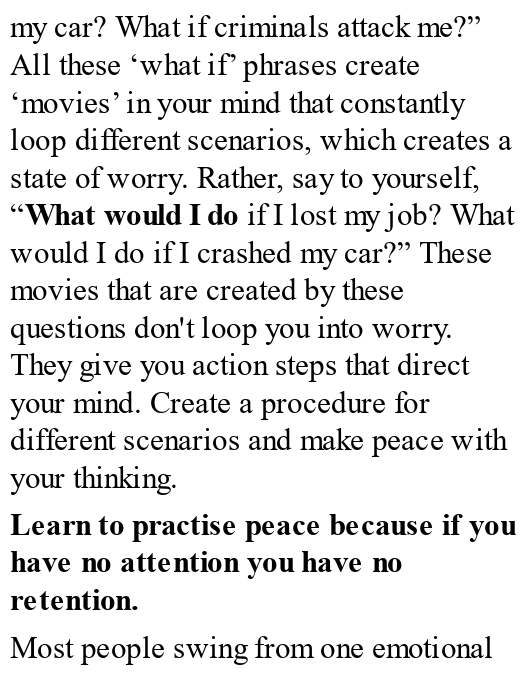 my car? What if criminals attack me?”
All these ‘what if’ phrases create
‘movies’ in your mind that constantly
loop different scenarios, which creates a
state of worry. Rather, say to yourself,
“What would I do if I lost my job? What
would I do if I crashed my car?” These
movies that are created by these
questions don't loop you into worry.
They give you action steps that direct
your mind. Create a procedure for
different scenarios and make peace with
your thinking.
Learn to practise peace because if you
have no attention you have no
retention.
Most people swing from one emotional